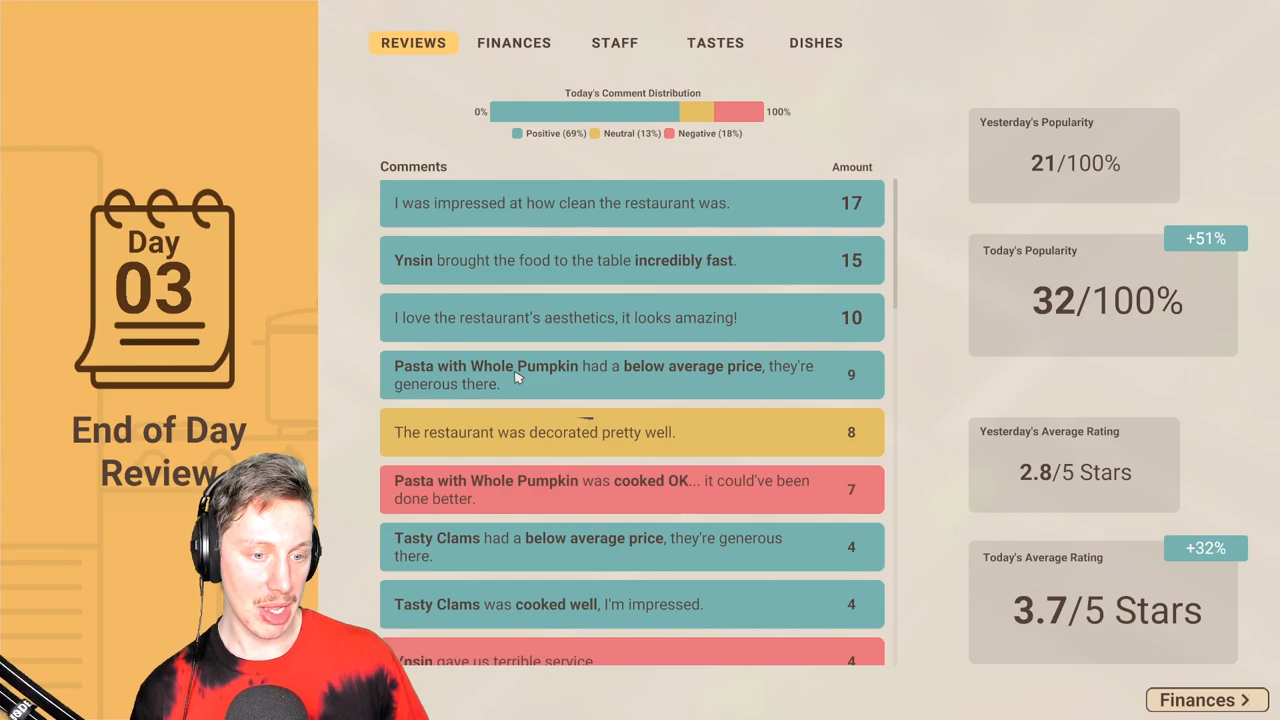 REVIEWS FINANCES STAFF TASTES DISHES
Today's Comment Distribution
0% 100%
Positive (69%) Neutral (13%) Negative (18%)
Comments Amount
I was impressed at how clean the restaurant was. 17
Ynsin brought the food to the table incredibly fast. 15
I love the restaurant's aesthetics, it looks amazing! 10
Pasta with Whole Pumpkin had a below average price, they're
generous there. 9
The restaurant was decorated pretty well. 8
Pasta with Whole Pumpkin was cooked OK... it could've been
done better. 7
Tasty Clams had a below average price, they're generous
there. 4
Tasty Clams was cooked well, I'm impressed. 4
Ynsin gave us terrible service 4
Day
03
End of Day
Review
Yesterday's Popularity
21/100%
+51%
Today's Popularity
32/100%
Yesterday's Average Rating
2.8/5 Stars
+32%
Today's Average Rating
3.7/5 Stars
Finances >